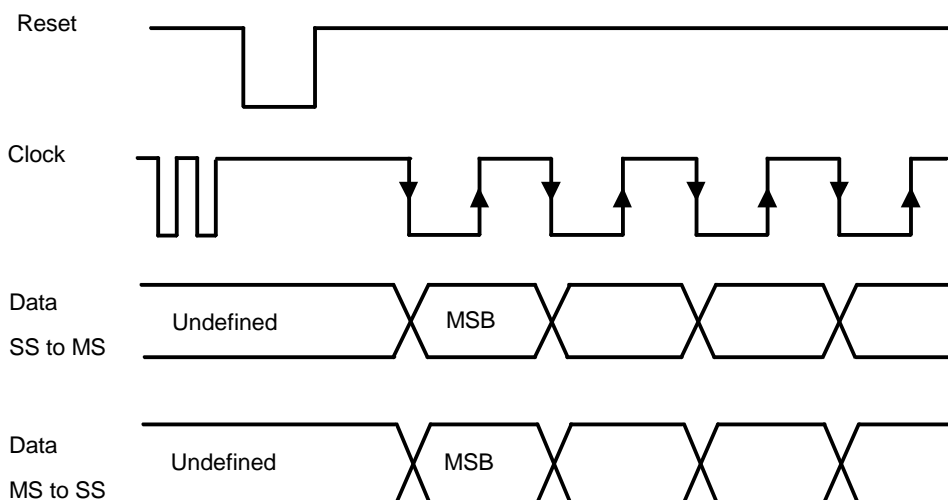 Reset
Clock
Data
SS to MS
Undefined
MSB
Data
MS to SS
Undefined
MSB